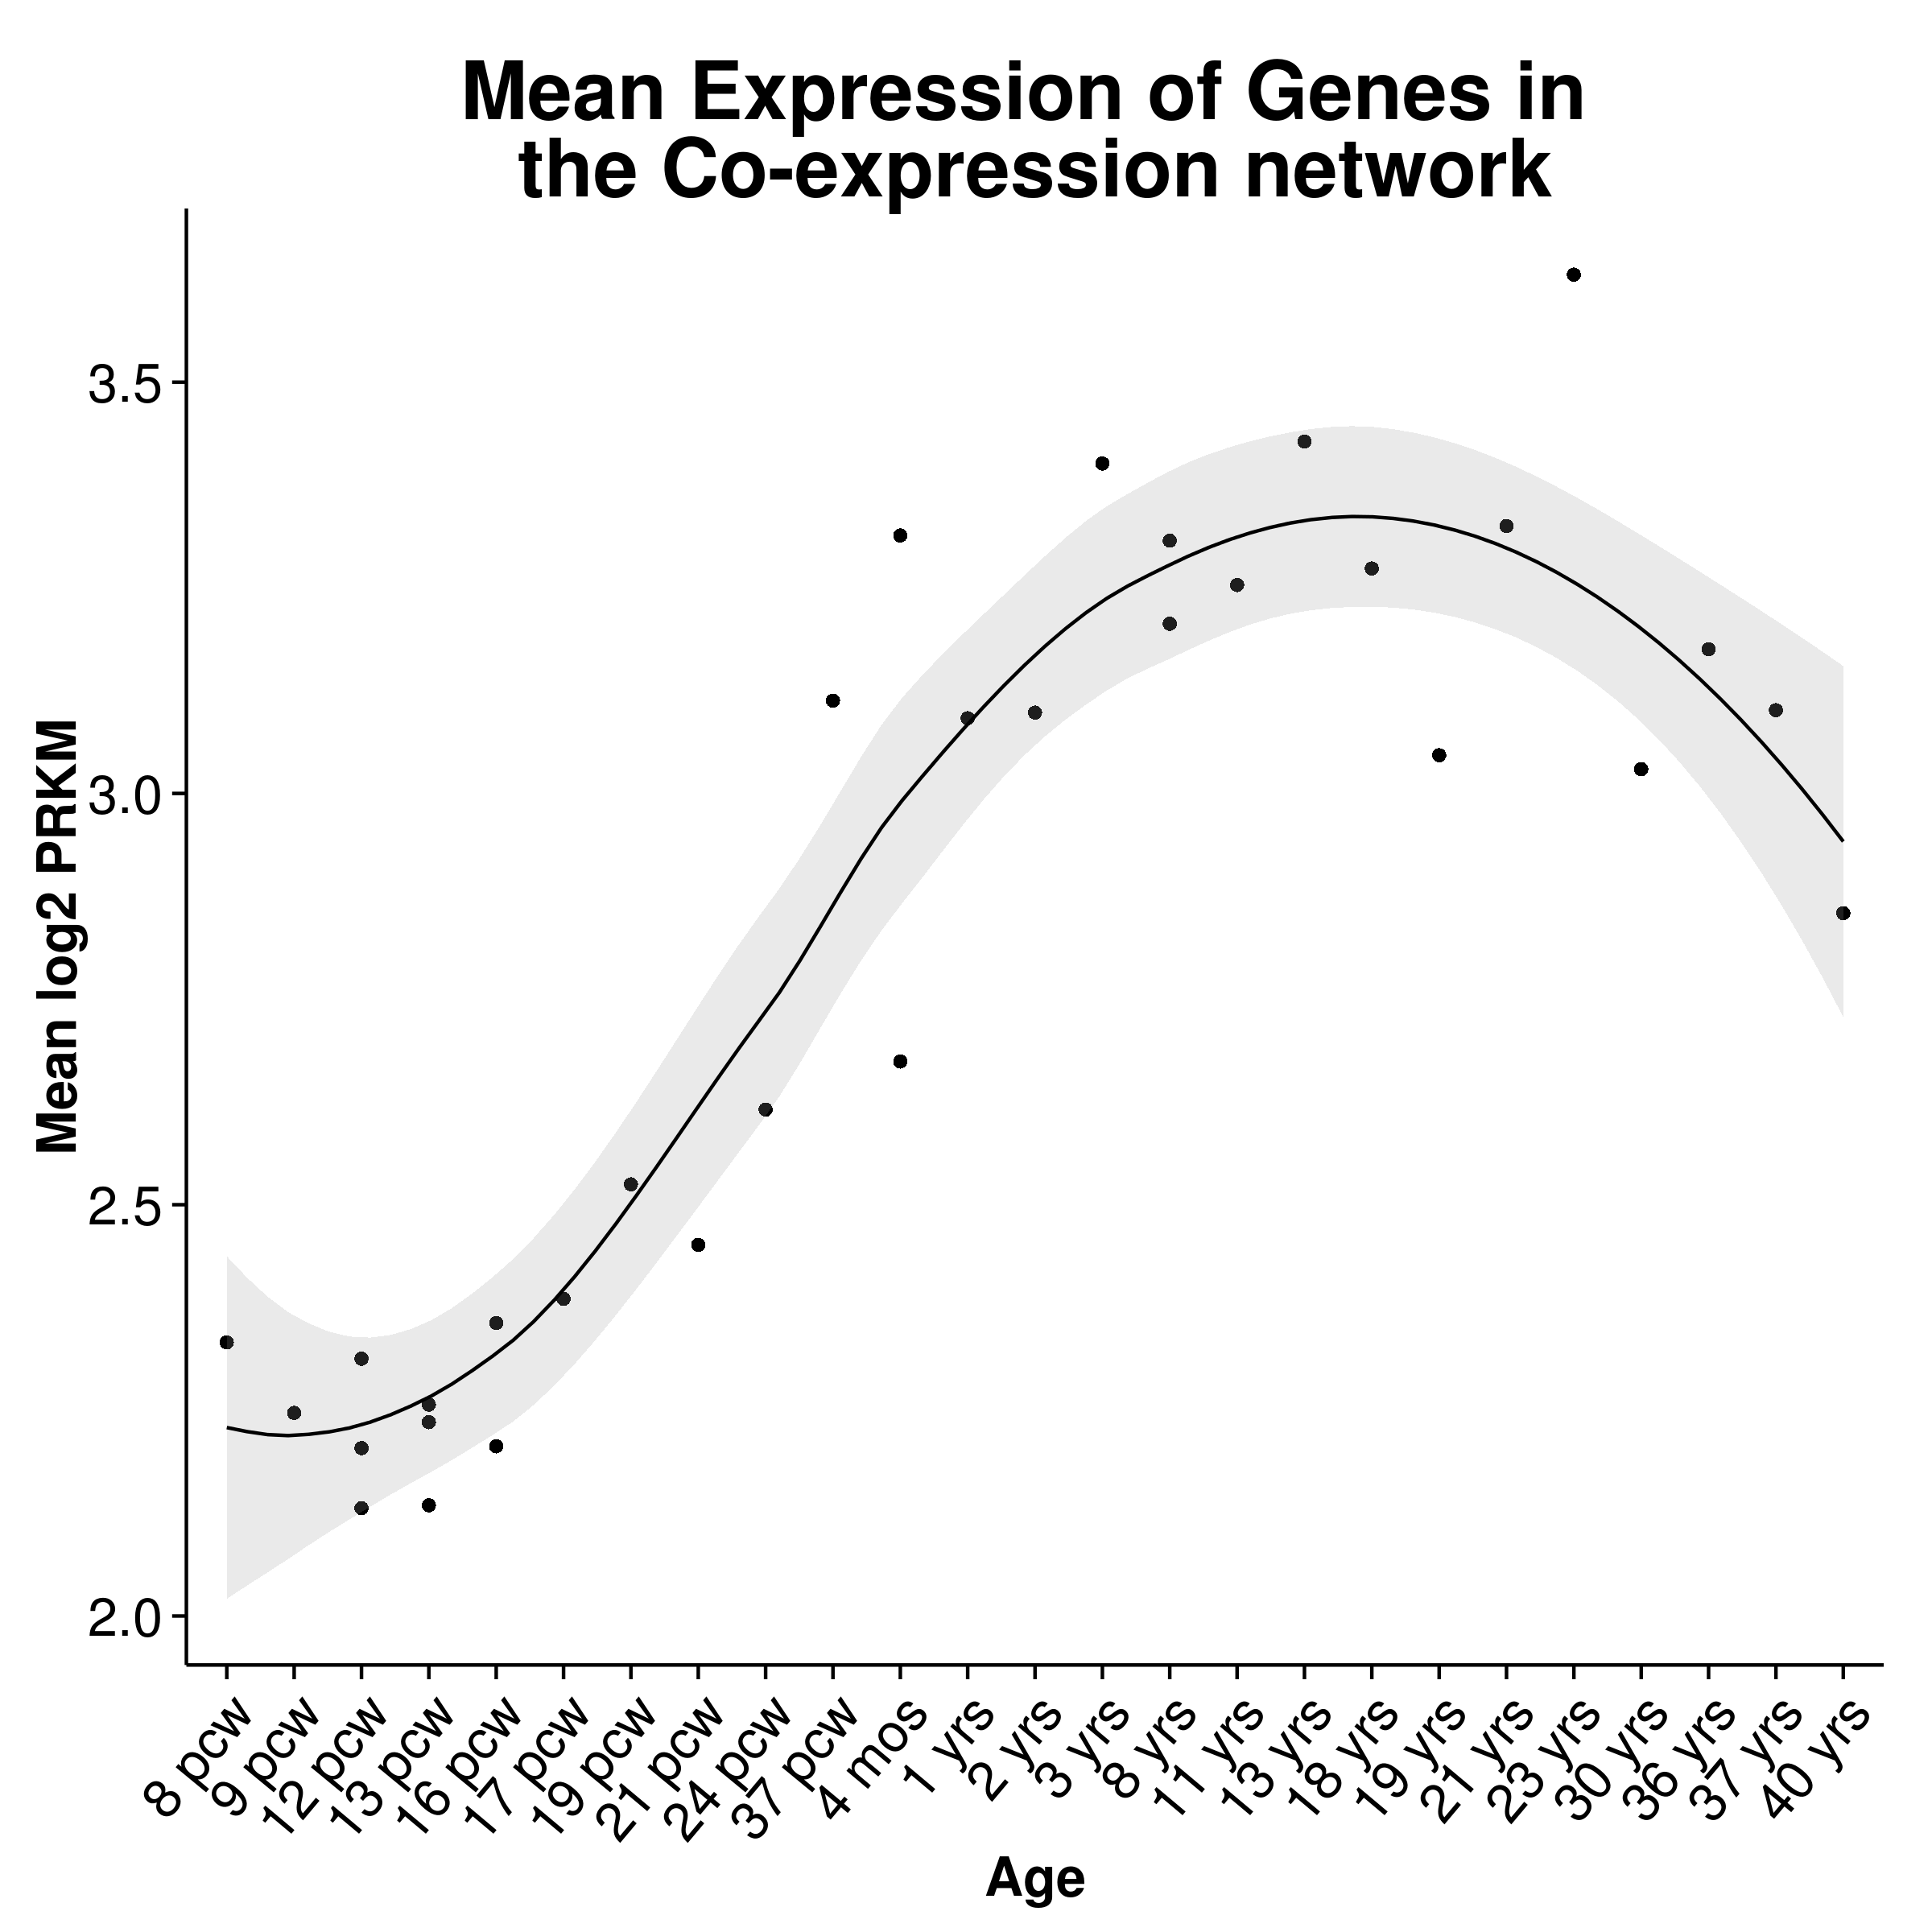 Mean Expression of Genes in
the Co-expression network
Mean log2 PRKM
3.5
3.0
2.5
2.0
8 pcw
9 pcw
12 pcw
13 pcw
16 pcw
17 pcw
19 pcw
21 pcw
24 pcw
37 pcw
4 mos
1 yrs
2 yrs
3 yrs
8 yrs
11 yrs
13 yrs
18 yrs
19 yrs
21 yrs
23 yrs
30 yrs
36 yrs
37 yrs
40 yrs
Age